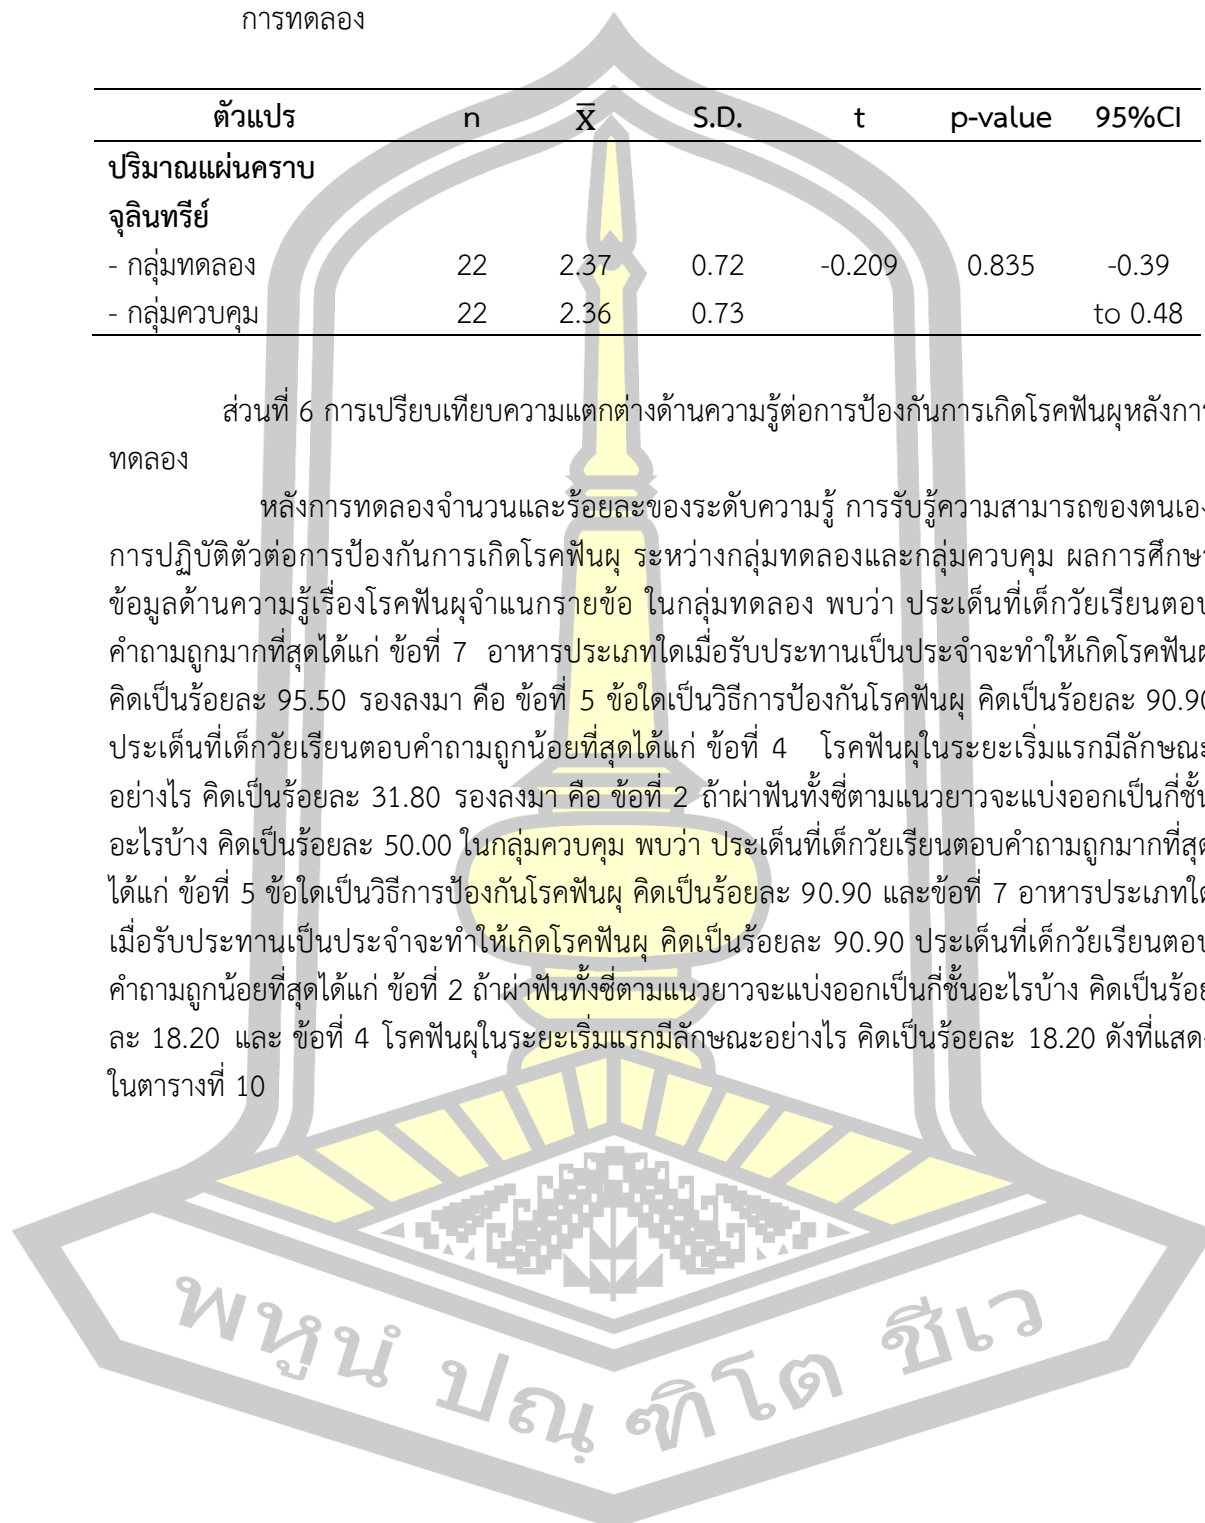 การทดลอง
ตัวแปร n x̄ S.D. t p-value 95%CI
ปริมาณแผ่นคราบ
จุลินทรีย์
- กลุ่มทดลอง 22 2.37 0.72 -0.209 0.835 -0.39
- กลุ่มควบคุม 22 2.36 0.73 to 0.48
ส่วนที่ 6 การเปรียบเทียบความแตกต่างด้านความรู้ต่อการป้องกันการเกิดโรคฟันผุหลังการ
ทดลอง
หลังการทดลองจำนวนและร้อยละของระดับความรู้ การรับรู้ความสามารถของตนเอง
การปฏิบัติตัวต่อการป้องกันการเกิดโรคฟันผุ ระหว่างกลุ่มทดลองและกลุ่มควบคุม ผลการศึกษา
ข้อมูลด้านความรู้เรื่องโรคฟันผุจำแนกรายข้อ ในกลุ่มทดลอง พบว่า ประเด็นที่เด็กวัยเรียนตอบ
คำถามถูกมากที่สุดได้แก่ ข้อที่ 7 อาหารประเภทใดเมื่อรับประทานเป็นประจำจะทำให้เกิดโรคฟันผุ
คิดเป็นร้อยละ 95.50 รองลงมา คือ ข้อที่ 5 ข้อใดเป็นวิธีการป้องกันโรคฟันผุ คิดเป็นร้อยละ 90.90
ประเด็นที่เด็กวัยเรียนตอบคำถามถูกน้อยที่สุดได้แก่ ข้อที่ 4 โรคฟันผุในระยะเริ่มแรกมีลักษณะ
อย่างไร คิดเป็นร้อยละ 31.80 รองลงมา คือ ข้อที่ 2 ถ้าผ่าฟันทั้งซี่ตามแนวยาวจะแบ่งออกเป็นกี่ชั้น
อะไรบ้าง คิดเป็นร้อยละ 50.00 ในกลุ่มควบคุม พบว่า ประเด็นที่เด็กวัยเรียนตอบคำถามถูกมากที่สุด
ได้แก่ ข้อที่ 5 ข้อใดเป็นวิธีการป้องกันโรคฟันผุ คิดเป็นร้อยละ 90.90 และข้อที่ 7 อาหารประเภทใด
เมื่อรับประทานเป็นประจำจะทำให้เกิดโรคฟันผุ คิดเป็นร้อยละ 90.90 ประเด็นที่เด็กวัยเรียนตอบ
คำถามถูกน้อยที่สุดได้แก่ ข้อที่ 2 ถ้าผ่าฟันทั้งซี่ตามแนวยาวจะแบ่งออกเป็นกี่ชั้นอะไรบ้าง คิดเป็นร้อย
ละ 18.20 และ ข้อที่ 4 โรคฟันผุในระยะเริ่มแรกมีลักษณะอย่างไร คิดเป็นร้อยละ 18.20 ดังที่แสดง
ในตารางที่ 10
พหูนํ ปณฺฑิโต ชีเว